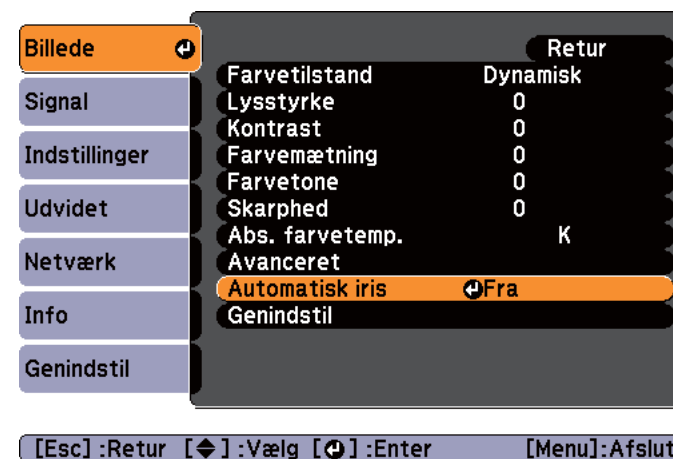 Billede
Signal
Indstillinger
Udvidet
Netværk
Info
Genindstil
Retur
Farvetilstand Dynamisk
Lysstyrke 0
Kontrast 0
Farvemætning 0
Farvetone 0
Skarphed 0
Abs. farvetemp. K
Avanceret
Automatisk iris Fra
Genindstil
[Esc] :Retur [◆] :Vælg [↵] :Enter [Menu]:Afslut